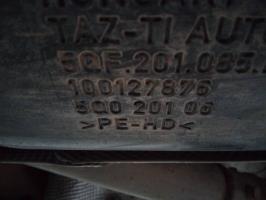 TAZ-TI AUT
5QF.201.085.
100127876
5Q0 201 06
>PE-HD<